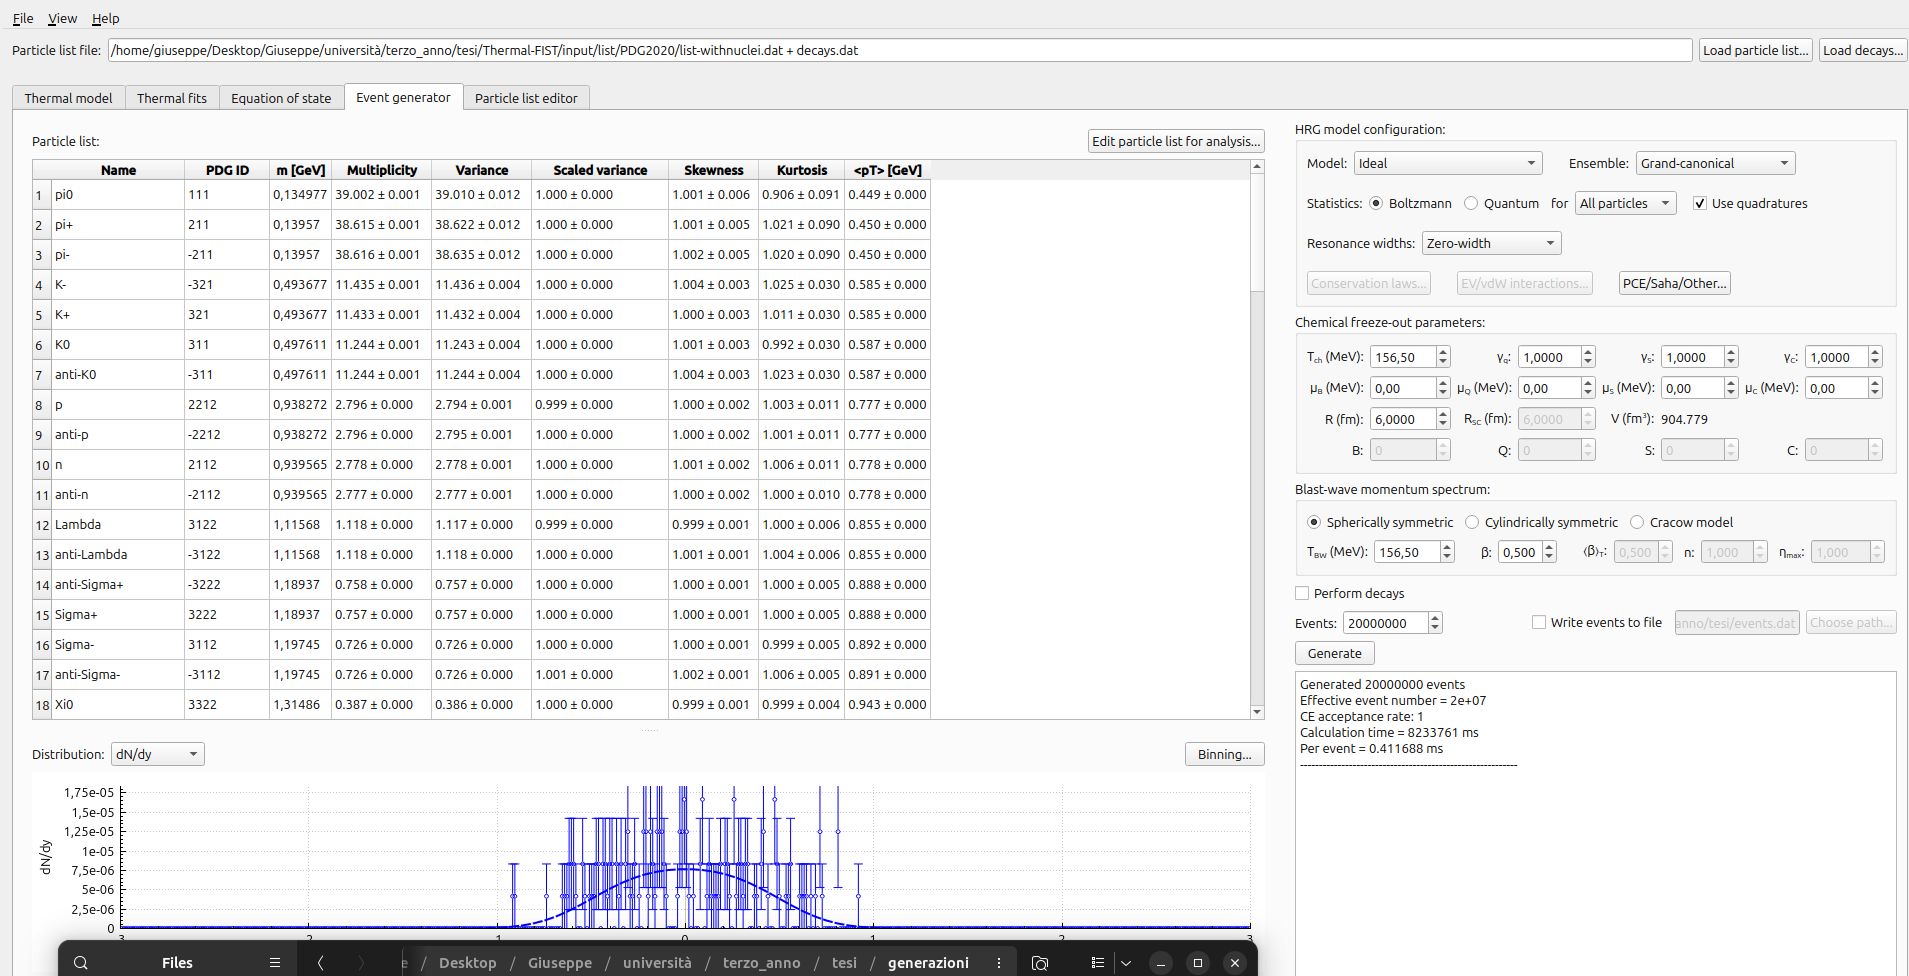 File View Help
Particle list file: /home/giuseppe/Desktop/Giuseppe/università/terzo_anno/tesi/Thermal-FIST/input/list/PDG2020/list-withnuclei.dat + decays.dat Load particle list... Load decays...
Thermal model Thermal fits Equation of state Event generator Particle list editor
Particle list: Edit particle list for analysis...
Name PDG ID m [GeV] Multiplicity Variance Scaled variance Skewness Kurtosis <pT> [GeV]
1 pi0 111 0,134977 39.002 ± 0.001 39.010 ± 0.012 1.000 ± 0.000 1.001 ± 0.006 0.906 ± 0.091 0.449 ± 0.000
2 pi+ 211 0,13957 38.615 ± 0.001 38.622 ± 0.012 1.000 ± 0.000 1.001 ± 0.005 1.021 ± 0.090 0.450 ± 0.000
3 pi- -211 0,13957 38.616 ± 0.001 38.635 ± 0.012 1.000 ± 0.000 1.002 ± 0.005 1.020 ± 0.090 0.450 ± 0.000
4 K- -321 0,493677 11.435 ± 0.001 11.436 ± 0.004 1.000 ± 0.000 1.004 ± 0.003 1.025 ± 0.030 0.585 ± 0.000
5 K+ 321 0,493677 11.433 ± 0.001 11.432 ± 0.004 1.000 ± 0.000 1.000 ± 0.003 1.011 ± 0.030 0.585 ± 0.000
6 K0 311 0,497611 11.244 ± 0.001 11.243 ± 0.004 1.000 ± 0.000 1.001 ± 0.003 0.992 ± 0.030 0.587 ± 0.000
7 anti-K0 -311 0,497611 11.244 ± 0.001 11.244 ± 0.004 1.000 ± 0.000 1.004 ± 0.003 1.023 ± 0.030 0.587 ± 0.000
8 p 2212 0,938272 2.796 ± 0.000 2.794 ± 0.001 0.999 ± 0.000 1.000 ± 0.002 1.003 ± 0.011 0.777 ± 0.000
9 anti-p -2212 0,938272 2.796 ± 0.000 2.795 ± 0.001 1.000 ± 0.000 1.000 ± 0.002 1.001 ± 0.011 0.777 ± 0.000
10 n 2112 0,939565 2.778 ± 0.000 2.778 ± 0.001 1.000 ± 0.000 1.001 ± 0.002 1.006 ± 0.011 0.778 ± 0.000
11 anti-n -2112 0,939565 2.777 ± 0.000 2.777 ± 0.001 1.000 ± 0.000 1.000 ± 0.002 1.000 ± 0.010 0.778 ± 0.000
12 Lambda 3122 1,11568 1.118 ± 0.000 1.117 ± 0.000 0.999 ± 0.000 0.999 ± 0.001 1.000 ± 0.006 0.855 ± 0.000
13 anti-Lambda -3122 1,11568 1.118 ± 0.000 1.118 ± 0.000 1.000 ± 0.000 1.001 ± 0.001 1.004 ± 0.006 0.855 ± 0.000
14 anti-Sigma+ -3222 1,18937 0.758 ± 0.000 0.757 ± 0.000 1.000 ± 0.000 1.000 ± 0.001 1.000 ± 0.005 0.888 ± 0.000
15 Sigma+ 3222 1,18937 0.757 ± 0.000 0.757 ± 0.000 1.000 ± 0.000 1.000 ± 0.001 1.000 ± 0.005 0.888 ± 0.000
16 Sigma- 3112 1,19745 0.726 ± 0.000 0.726 ± 0.000 1.000 ± 0.000 1.000 ± 0.001 0.999 ± 0.005 0.892 ± 0.000
17 anti-Sigma- -3112 1,19745 0.726 ± 0.000 0.726 ± 0.000 1.001 ± 0.000 1.002 ± 0.001 1.006 ± 0.005 0.891 ± 0.000
18 Xi0 3322 1,31486 0.387 ± 0.000 0.386 ± 0.000 1.000 ± 0.000 0.999 ± 0.001 0.999 ± 0.004 0.943 ± 0.000
Distribution: dN/dy Binning...
dN/dy
1,75e-05
1,5e-05
1,25e-05
1e-05
7,5e-06
5e-06
2,5e-06
0
-1 0 1 2 3
Files e / Desktop / Giuseppe / università / terzo_anno / tesi / generazioni
HRG model configuration:
Model: Ideal Ensemble: Grand-canonical
Statistics: Boltzmann Quantum for All particles Use quadratures
Resonance widths: Zero-width
Conservation laws... EV/vdW interactions... PCE/Saha/Other...
Chemical freeze-out parameters:
T_ch (MeV): 156,50 γ_q: 1,0000 γ_S: 1,0000 γ_C: 1,0000
μ_B (MeV): 0,00 μ_Q (MeV): 0,00 μ_S (MeV): 0,00 μ_C (MeV): 0,00
R (fm): 6,0000 R_SC (fm): 6,0000 V (fm³): 904.779
B: 0 Q: 0 S: 0 C: 0
Blast-wave momentum spectrum:
Spherically symmetric Cylindrically symmetric Cracow model
T_BW (MeV): 156,50 β: 0,500 ⟨β⟩_T: 0,500 n: 1,000 η_max: 1,000
Perform decays
Events: 20000000 Write events to file anno/tesi/events.dat Choose path...
Generate
Generated 20000000 events
Effective event number = 2e+07
CE acceptance rate: 1
Calculation time = 8233761 ms
Per event = 0.411688 ms
----------------------------------------------------------